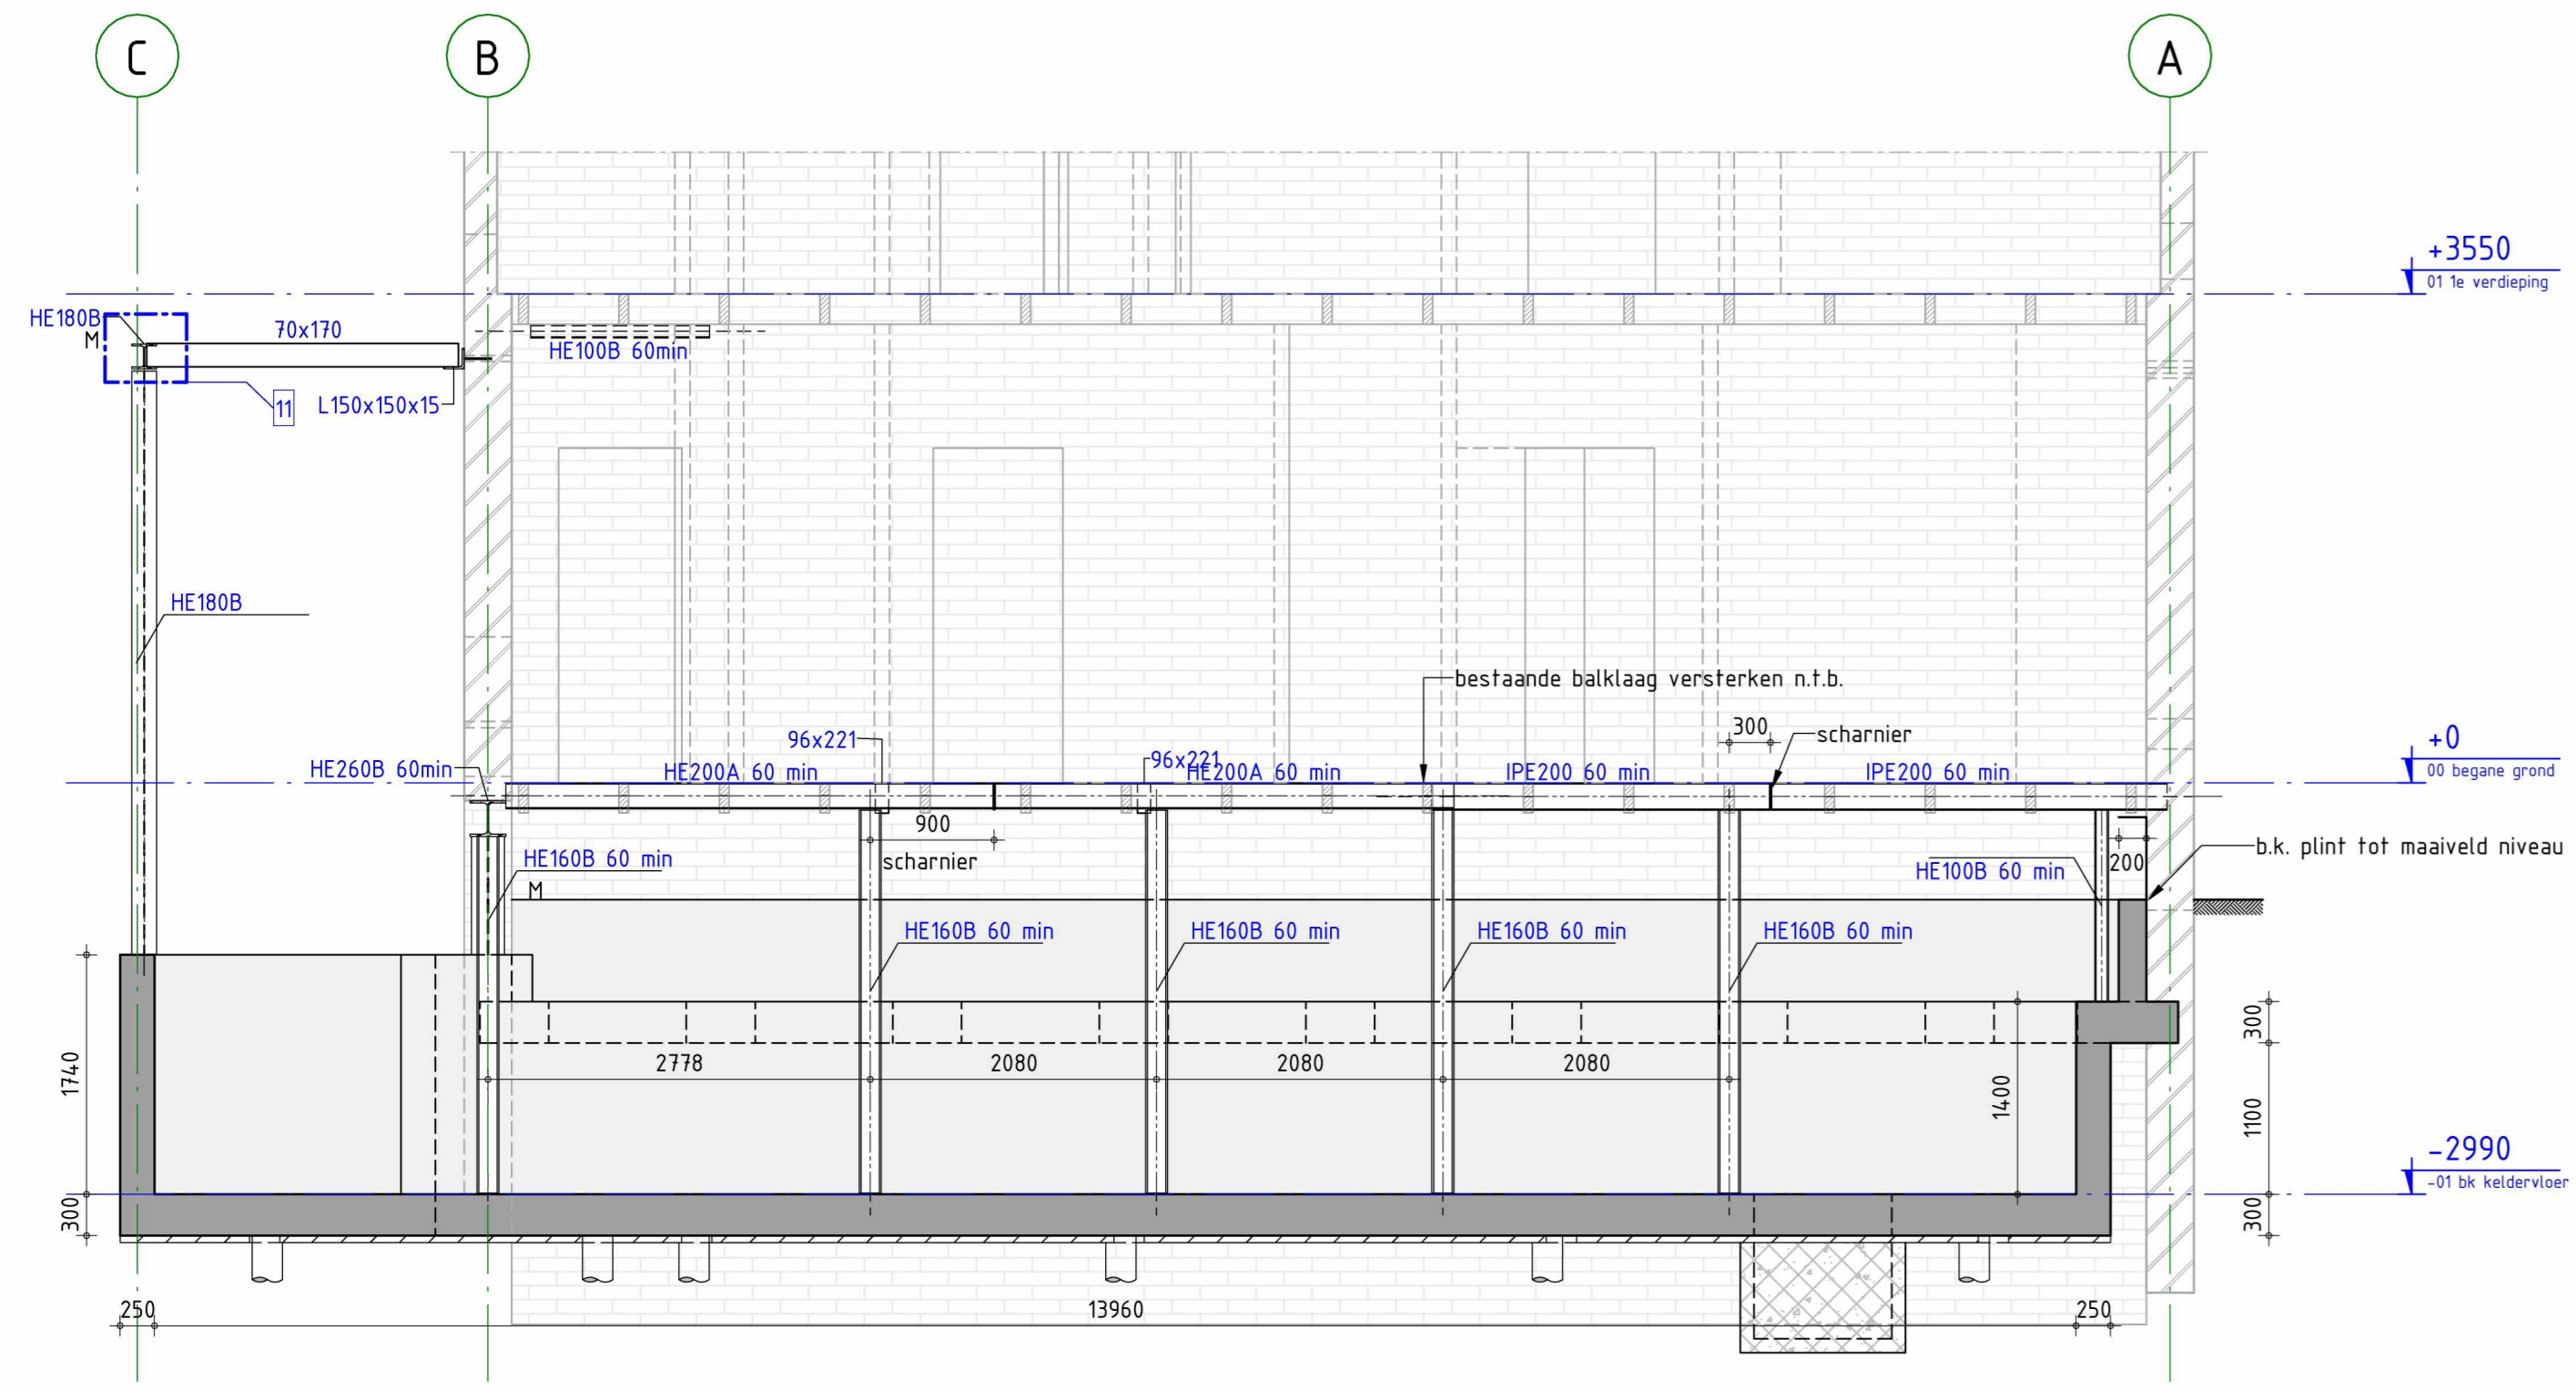 C
B
A
+3550
01 1e verdieping
HE180B
M
70x170
HE100B 60min
11
L150x150x15
HE180B
bestaande balklaag versterken n.t.b.
300
scharnier
96x221
96x221
+0
00 begane grond
HE260B 60min
HE200A 60 min
HE200A 60 min
IPE200 60 min
IPE200 60 min
900
scharnier
HE160B 60 min
M
HE100B 60 min
200
b.k. plint tot maaiveld niveau
HE160B 60 min
HE160B 60 min
HE160B 60 min
HE160B 60 min
300
2778
2080
2080
2080
1740
1400
1100
-2990
-01 bk keldervloer
300
300
250
13960
250